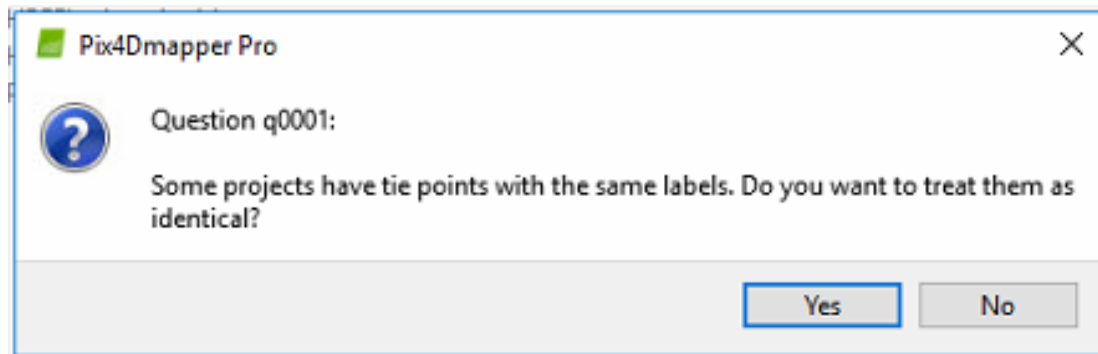 Pix4Dmapper Pro
Question q0001:
Some projects have tie points with the same labels. Do you want to treat them as
identical?
Yes
No